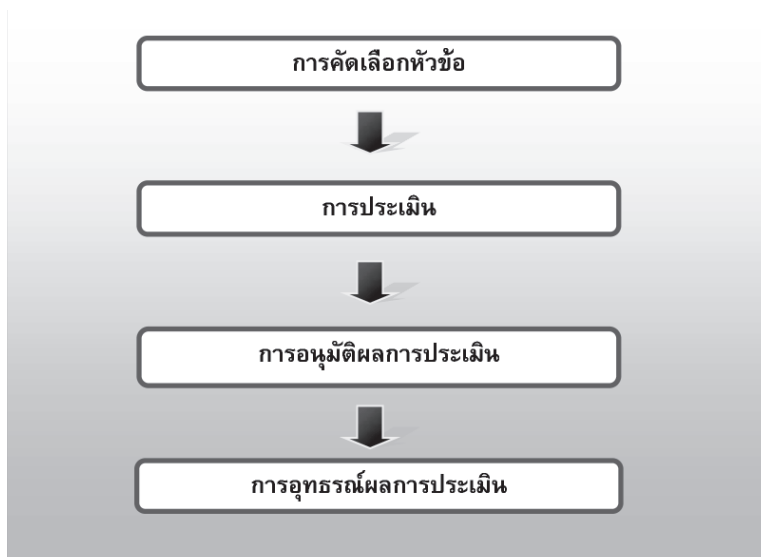 การคัดเลือกหัวข้อ
การประเมิน
การอนุมัติผลการประเมิน
การอุทธรณ์ผลการประเมิน